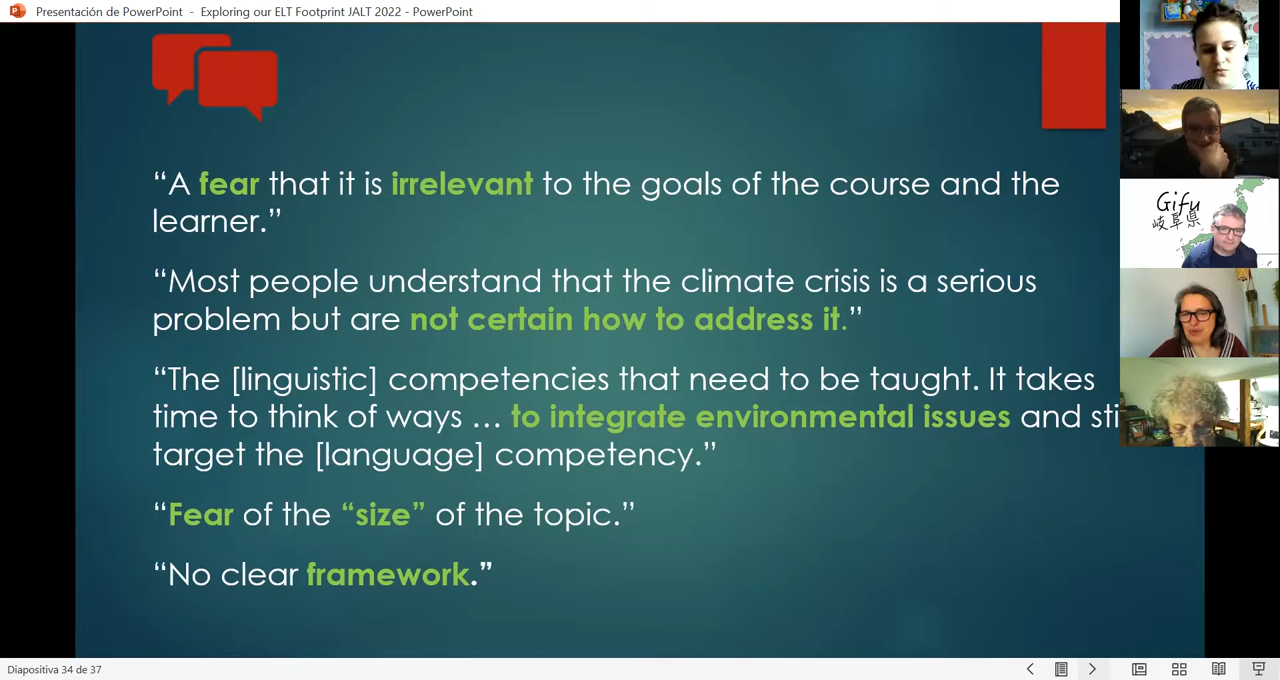 Presentación de PowerPoint - Exploring our ELT Footprint JALT 2022 - PowerPoint
“A fear that it is irrelevant to the goals of the course and the
learner.”
“Most people understand that the climate crisis is a serious
problem but are not certain how to address it.”
“The [linguistic] competencies that need to be taught. It takes
time to think of ways … to integrate environmental issues and sti
target the [language] competency.”
“Fear of the “size” of the topic.”
“No clear framework.”
Gifu
岐阜県
Diapositiva 34 de 37